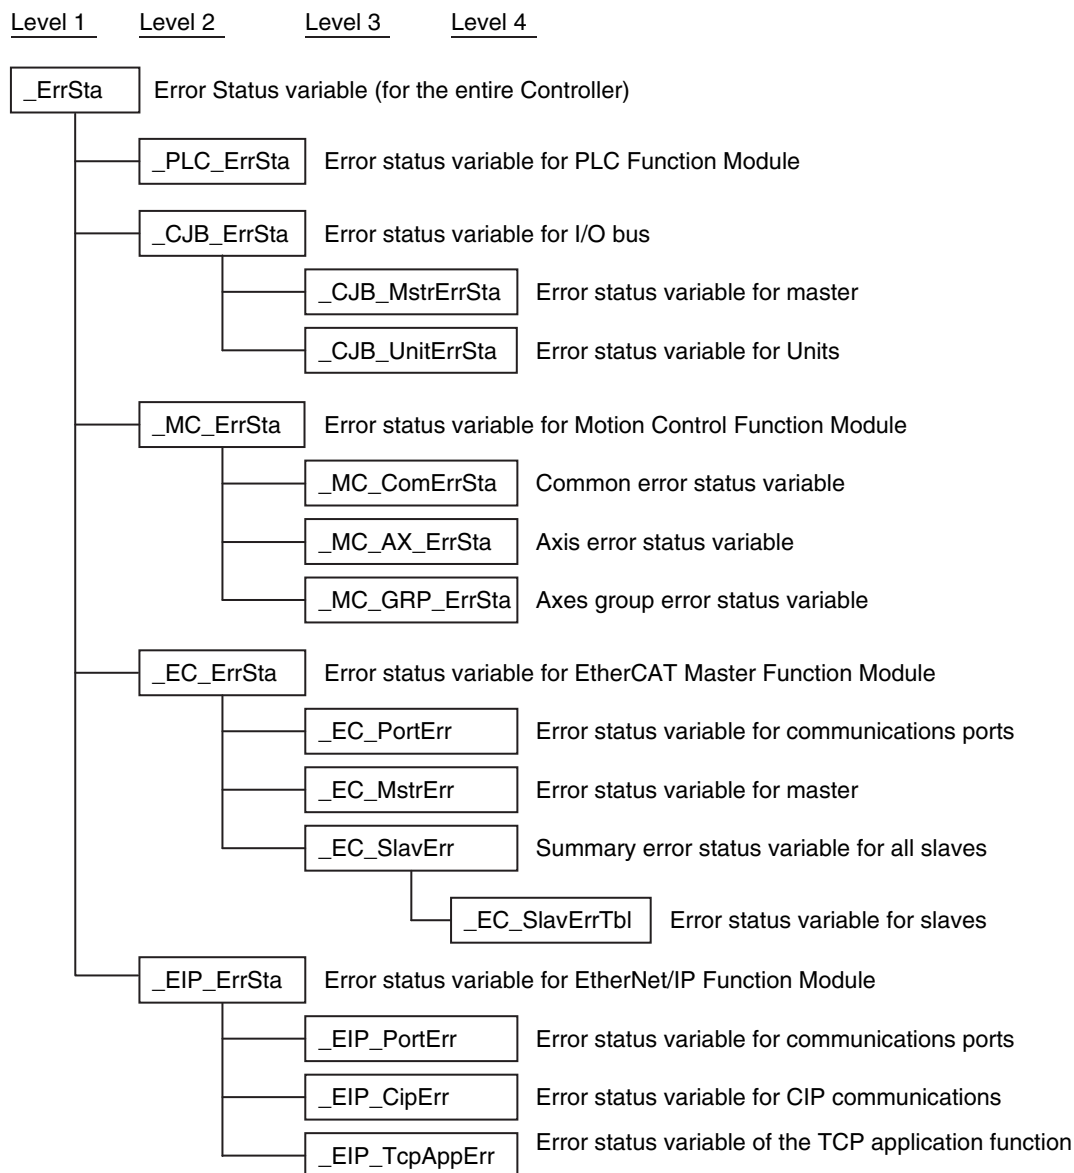 Level 1 Level 2 Level 3 Level 4
_ErrSta Error Status variable (for the entire Controller)
_PLC_ErrSta Error status variable for PLC Function Module
_CJB_ErrSta Error status variable for I/O bus
_CJB_MstrErrSta Error status variable for master
_CJB_UnitErrSta Error status variable for Units
_MC_ErrSta Error status variable for Motion Control Function Module
_MC_ComErrSta Common error status variable
_MC_AX_ErrSta Axis error status variable
_MC_GRP_ErrSta Axes group error status variable
_EC_ErrSta Error status variable for EtherCAT Master Function Module
_EC_PortErr Error status variable for communications ports
_EC_MstrErr Error status variable for master
_EC_SlavErr Summary error status variable for all slaves
_EC_SlavErrTbl Error status variable for slaves
_EIP_ErrSta Error status variable for EtherNet/IP Function Module
_EIP_PortErr Error status variable for communications ports
_EIP_CipErr Error status variable for CIP communications
_EIP_TcpAppErr Error status variable of the TCP application function